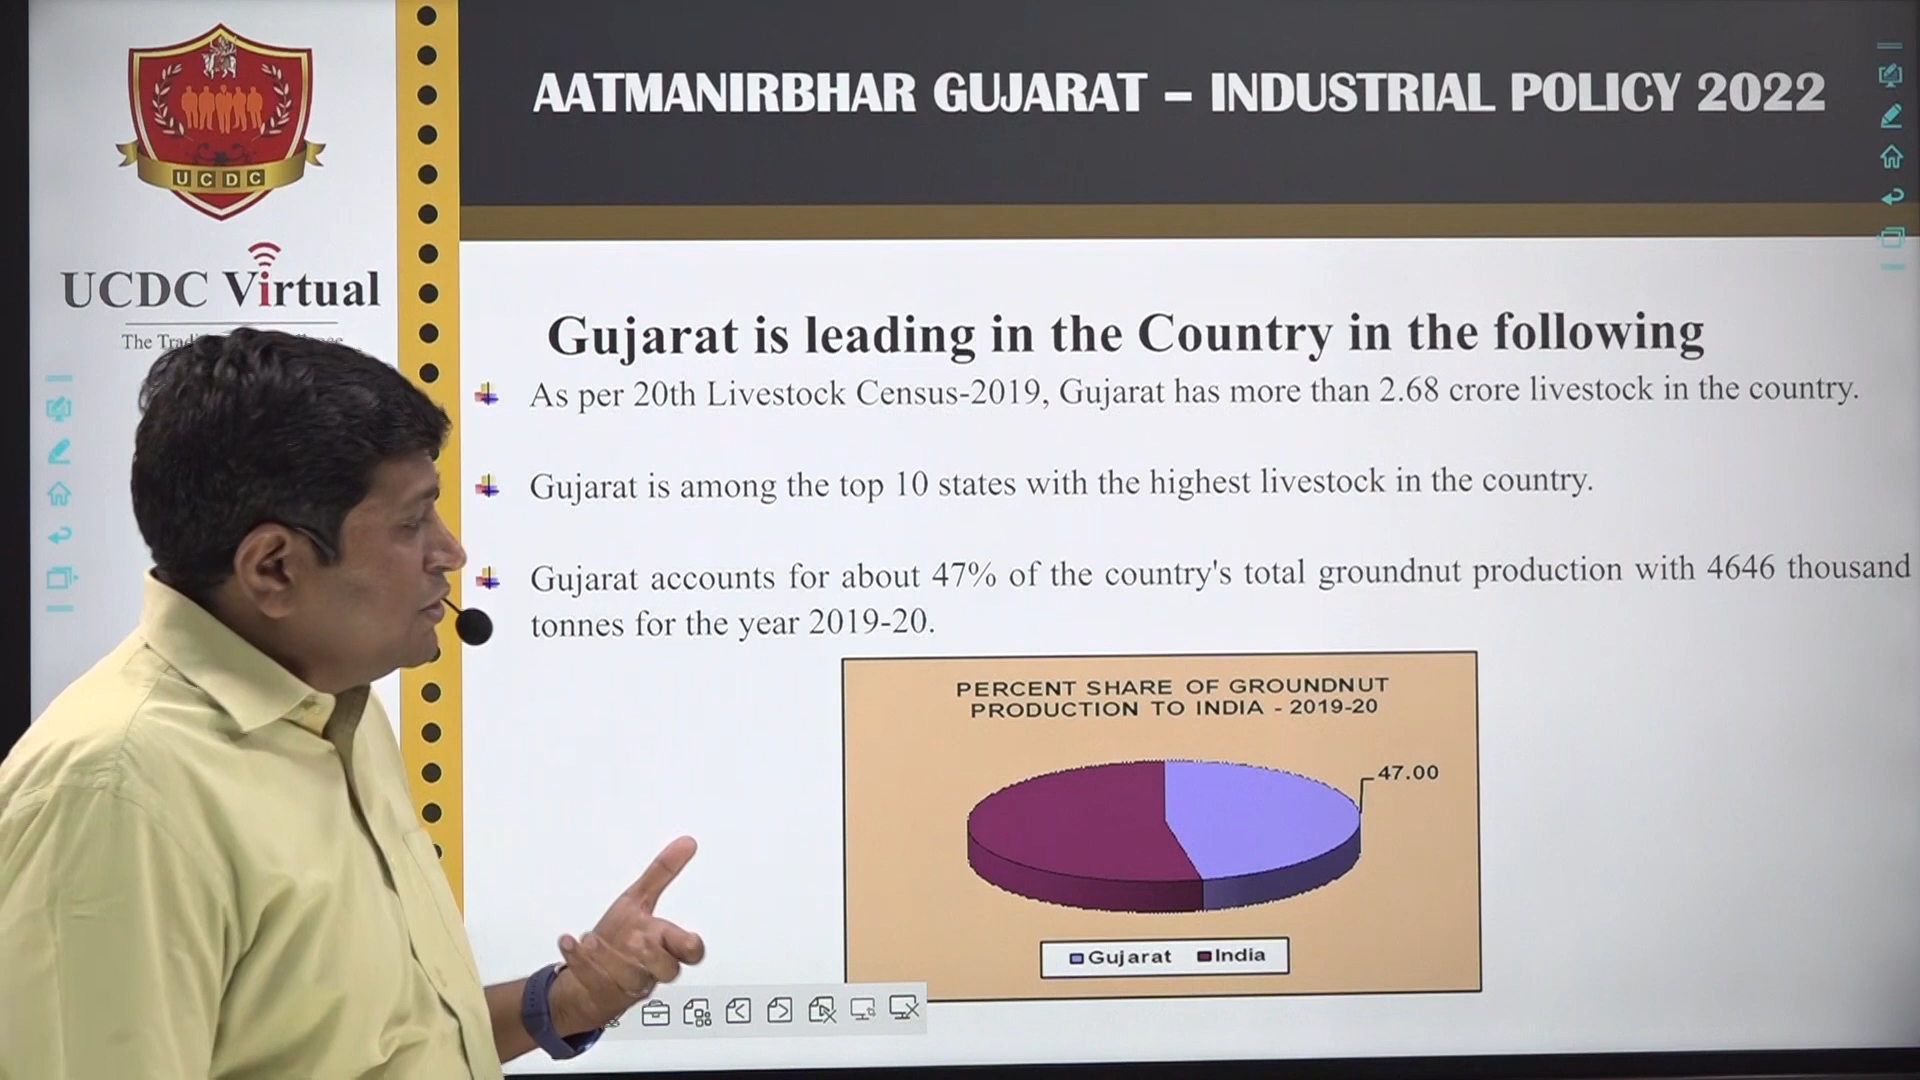 UCDC
UCDC Virtual
The
AATMANIRBHAR GUJARAT – INDUSTRIAL POLICY 2022
Gujarat is leading in the Country in the following
As per 20th Livestock Census-2019, Gujarat has more than 2.68 crore livestock in the country.
Gujarat is among the top 10 states with the highest livestock in the country.
Gujarat accounts for about 47% of the country's total groundnut production with 4646 thousand
tonnes for the year 2019-20.
PERCENT SHARE OF GROUNDNUT
PRODUCTION TO INDIA - 2019-20
47.00
Gujarat India